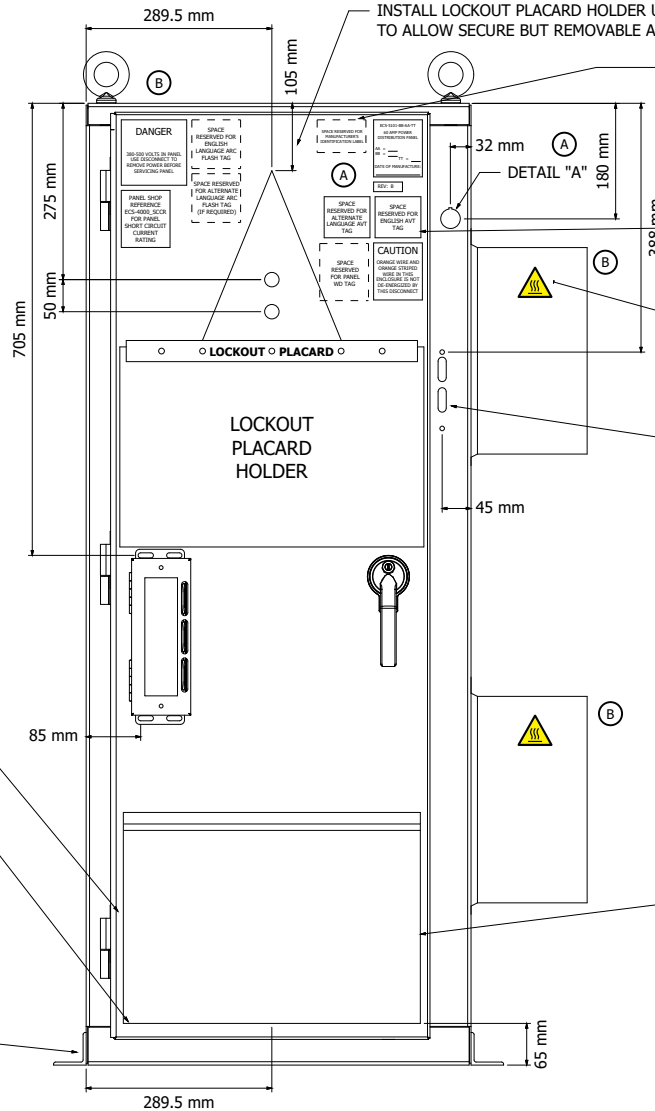 289.5 mm
INSTALL LOCKOUT PLACARD HOLDER U
TO ALLOW SECURE BUT REMOVABLE A
105 mm
B
275 mm
50 mm
705 mm
DANGER
380-500 VOLTS IN PANEL
USE DISCONNECT TO
REMOVE POWER BEFORE
SERVICING PANEL
SPACE
RESERVED FOR
ENGLISH
LANGUAGE ARC
FLASH TAG
PANEL SHOP
REFERENCE
ECS-4000_SCCR
FOR PANEL
SHORT CIRCUIT
CURRENT
RATING
SPACE RESERVED
FOR ALTERNATE
LANGUAGE ARC
FLASH TAG
(IF REQUIRED)
SPACE RESERVED FOR
MANUFACTURER'S
IDENTIFICATION LABEL
60 AMP POWER
DISTRIBUTION PANEL
AA =
BB =
TT =
DATE OF MANUFACTURE:
A
REV: B
SPACE
RESERVED FOR
ALTERNATE
LANGUAGE AVT
TAG
SPACE
RESERVED FOR
ENGLISH AVT
TAG
SPACE
RESERVED
FOR PANEL
WD TAG
CAUTION
ORANGE WIRE AND
ORANGE STRIPED
WIRE IN THIS
ENCLOSURE IS NOT
DE-ENERGIZED BY
THIS DISCONNECT
32 mm
A
DETAIL "A"
180 mm
388 mm
B
LOCKOUT PLACARD
LOCKOUT
PLACARD
HOLDER
45 mm
85 mm
B
65 mm
289.5 mm